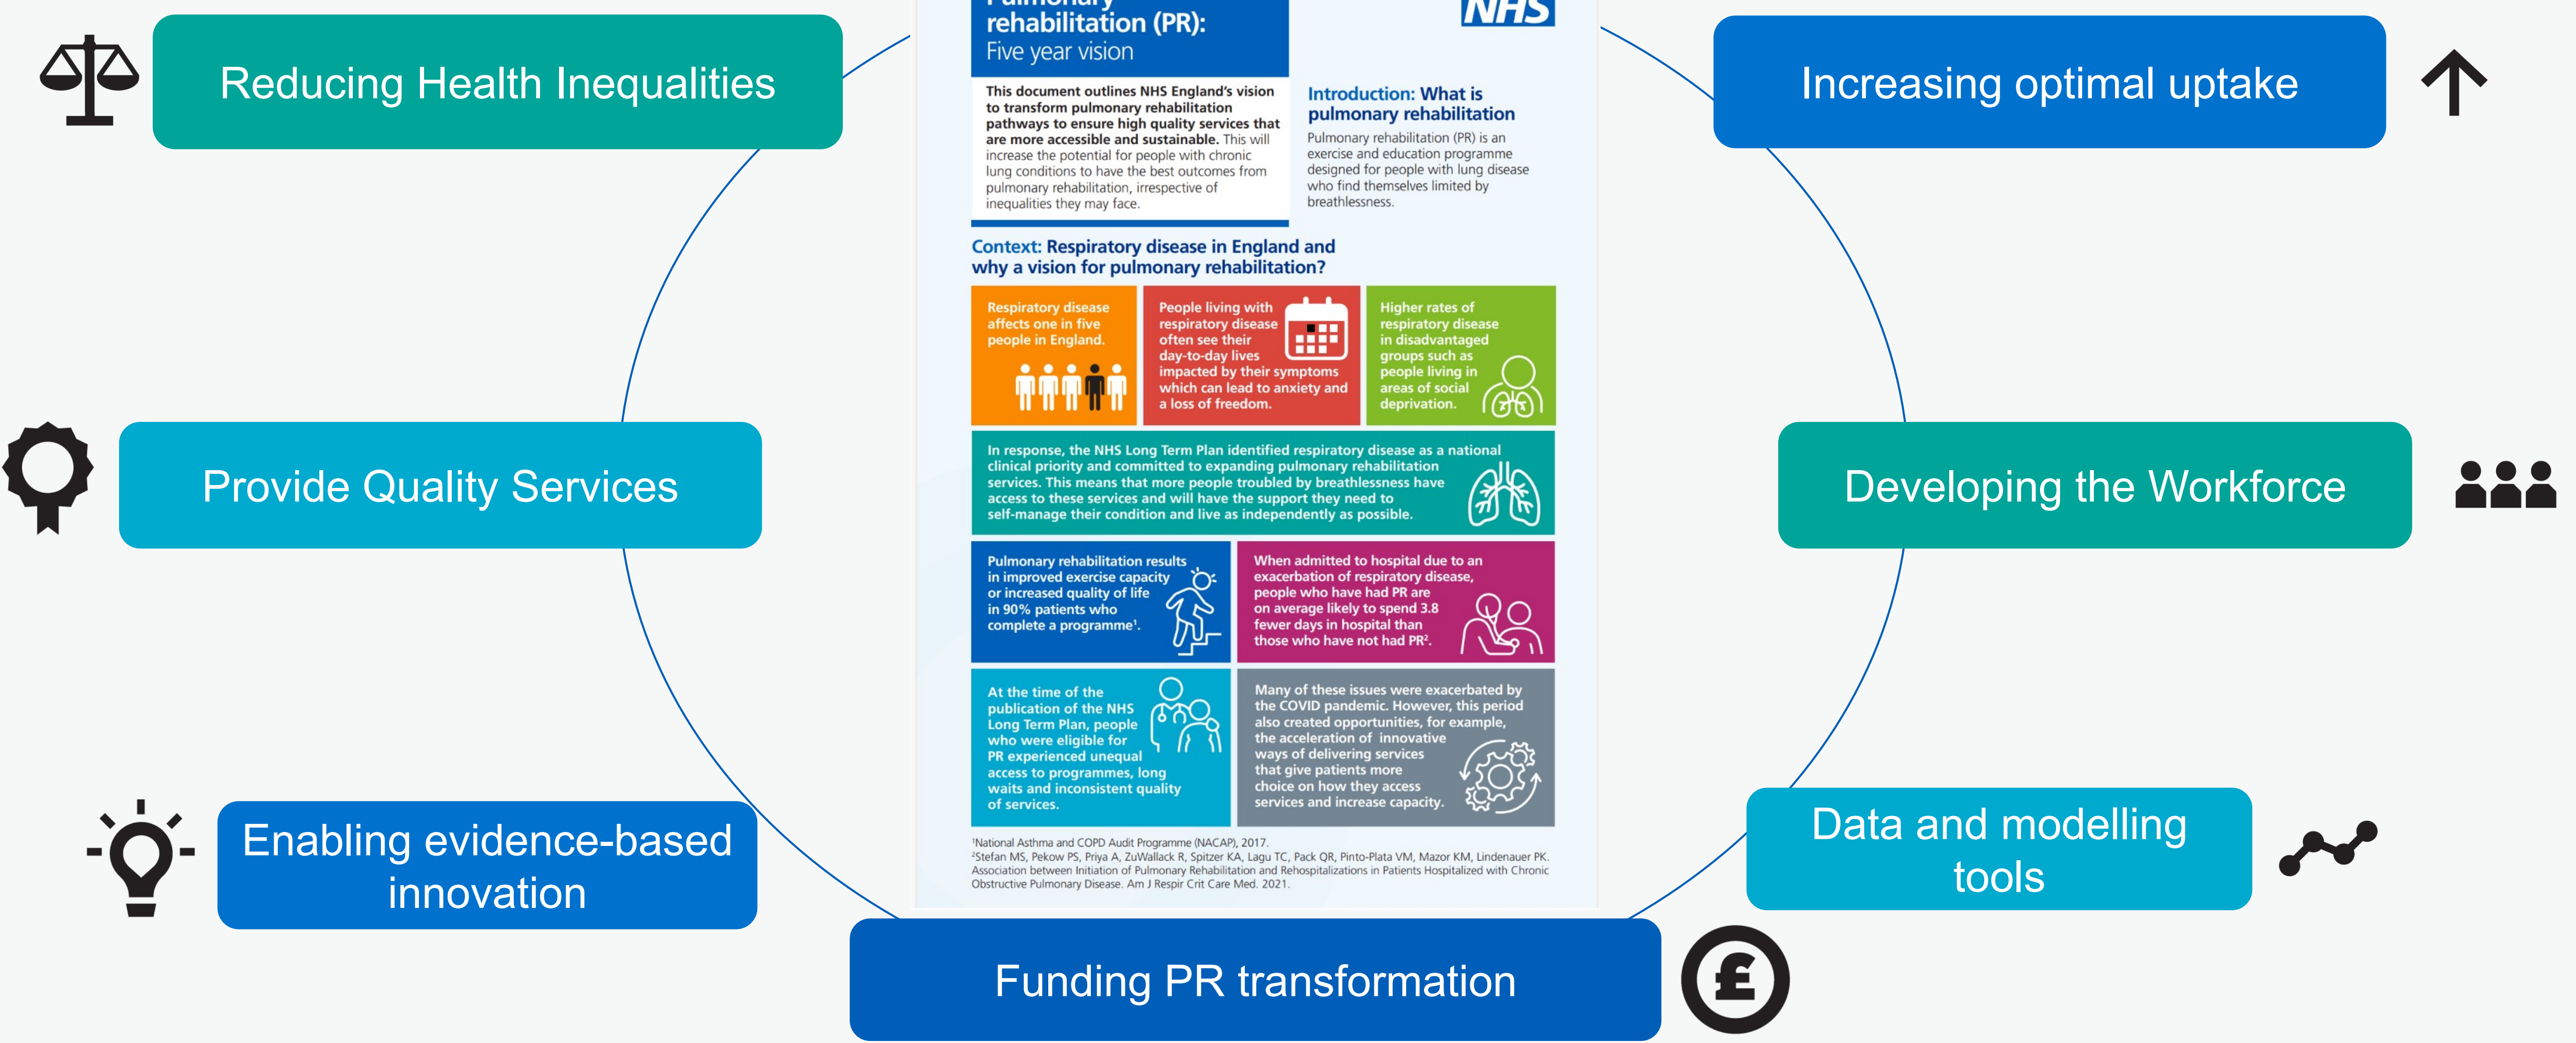 Reducing Health Inequalities
Provide Quality Services
Enabling evidence-based
innovation
Pulmonary
rehabilitation (PR):
Five year vision
NHS
This document outlines NHS England's vision
to transform pulmonary rehabilitation
pathways to ensure high quality services that
are more accessible and sustainable. This will
increase the potential for people with chronic
lung conditions to have the best outcomes from
pulmonary rehabilitation, irrespective of
inequalities they may face.
Introduction: What is
pulmonary rehabilitation
Pulmonary rehabilitation (PR) is an
exercise and education programme
designed for people with lung disease
who find themselves limited by
breathlessness.
Context: Respiratory disease in England and
why a vision for pulmonary rehabilitation?
Respiratory disease
affects one in five
people in England.
People living with
respiratory disease
often see their
day-to-day lives
impacted by their symptoms
which can lead to anxiety and
a loss of freedom.
Higher rates of
respiratory disease
in disadvantaged
groups such as
people living in
areas of social
deprivation.
In response, the NHS Long Term Plan identified respiratory disease as a national
clinical priority and committed to expanding pulmonary rehabilitation
services. This means that more people troubled by breathlessness have
access to these services and will have the support they need to
self-manage their condition and live as independently as possible.
Pulmonary rehabilitation results
in improved exercise capacity
or increased quality of life
in 90% patients who
complete a programme¹.
When admitted to hospital due to an
exacerbation of respiratory disease,
people who have had PR are
on average likely to spend 3.8
fewer days in hospital than
those who have not had PR².
At the time of the
publication of the NHS
Long Term Plan, people
who were eligible for
PR experienced unequal
access to programmes, long
waits and inconsistent quality
of services.
Many of these issues were exacerbated by
the COVID pandemic. However, this period
also created opportunities, for example,
the acceleration of innovative
ways of delivering services
that give patients more
choice on how they access
services and increase capacity.
¹National Asthma and COPD Audit Programme (NACAP), 2017.
²Stefan MS, Pekow PS, Priya A, ZuWallack R, Spitzer KA, Lagu TC, Pack QR, Pinto-Plata VM, Mazor KM, Lindenauer PK.
Association between Initiation of Pulmonary Rehabilitation and Rehospitalizations in Patients Hospitalized with Chronic
Obstructive Pulmonary Disease. Am J Respir Crit Care Med. 2021.
Increasing optimal uptake
Developing the Workforce
Data and modelling
tools
Funding PR transformation
£